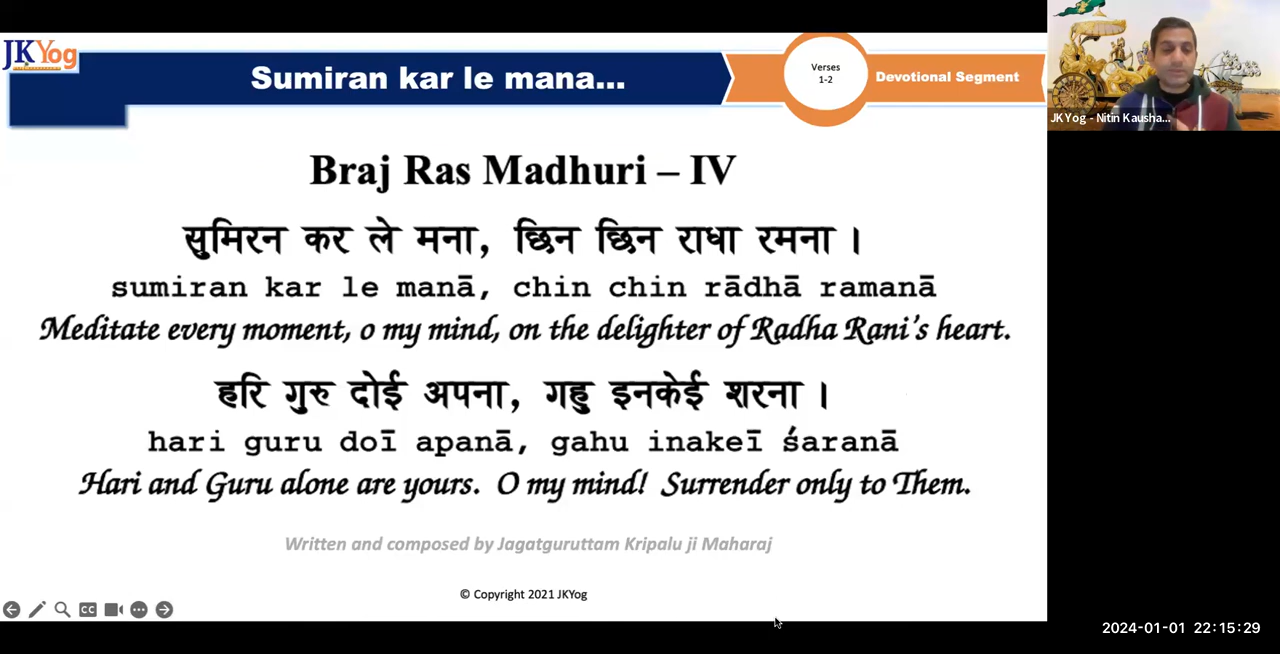 JKYog
Sumiran kar le mana...
Verses
1-2
Devotional Segment
JKYog - Nitin Kausha...
Braj Ras Madhuri – IV
सुमिरन कर ले मना, छिन छिन राधा रमना ।
sumiran kar le manā, chin chin rādhā ramanā
Meditate every moment, o my mind, on the delighter of Radha Rani's heart.
हरि गुरु दोई अपना, गहु इनकेई शरना ।
hari guru doī apanā, gahu inakeī śaranā
Hari and Guru alone are yours. O my mind! Surrender only to Them.
Written and composed by Jagatguruttam Kripalu ji Maharaj
© Copyright 2021 JKYog
CC
2024-01-01 22:15:29